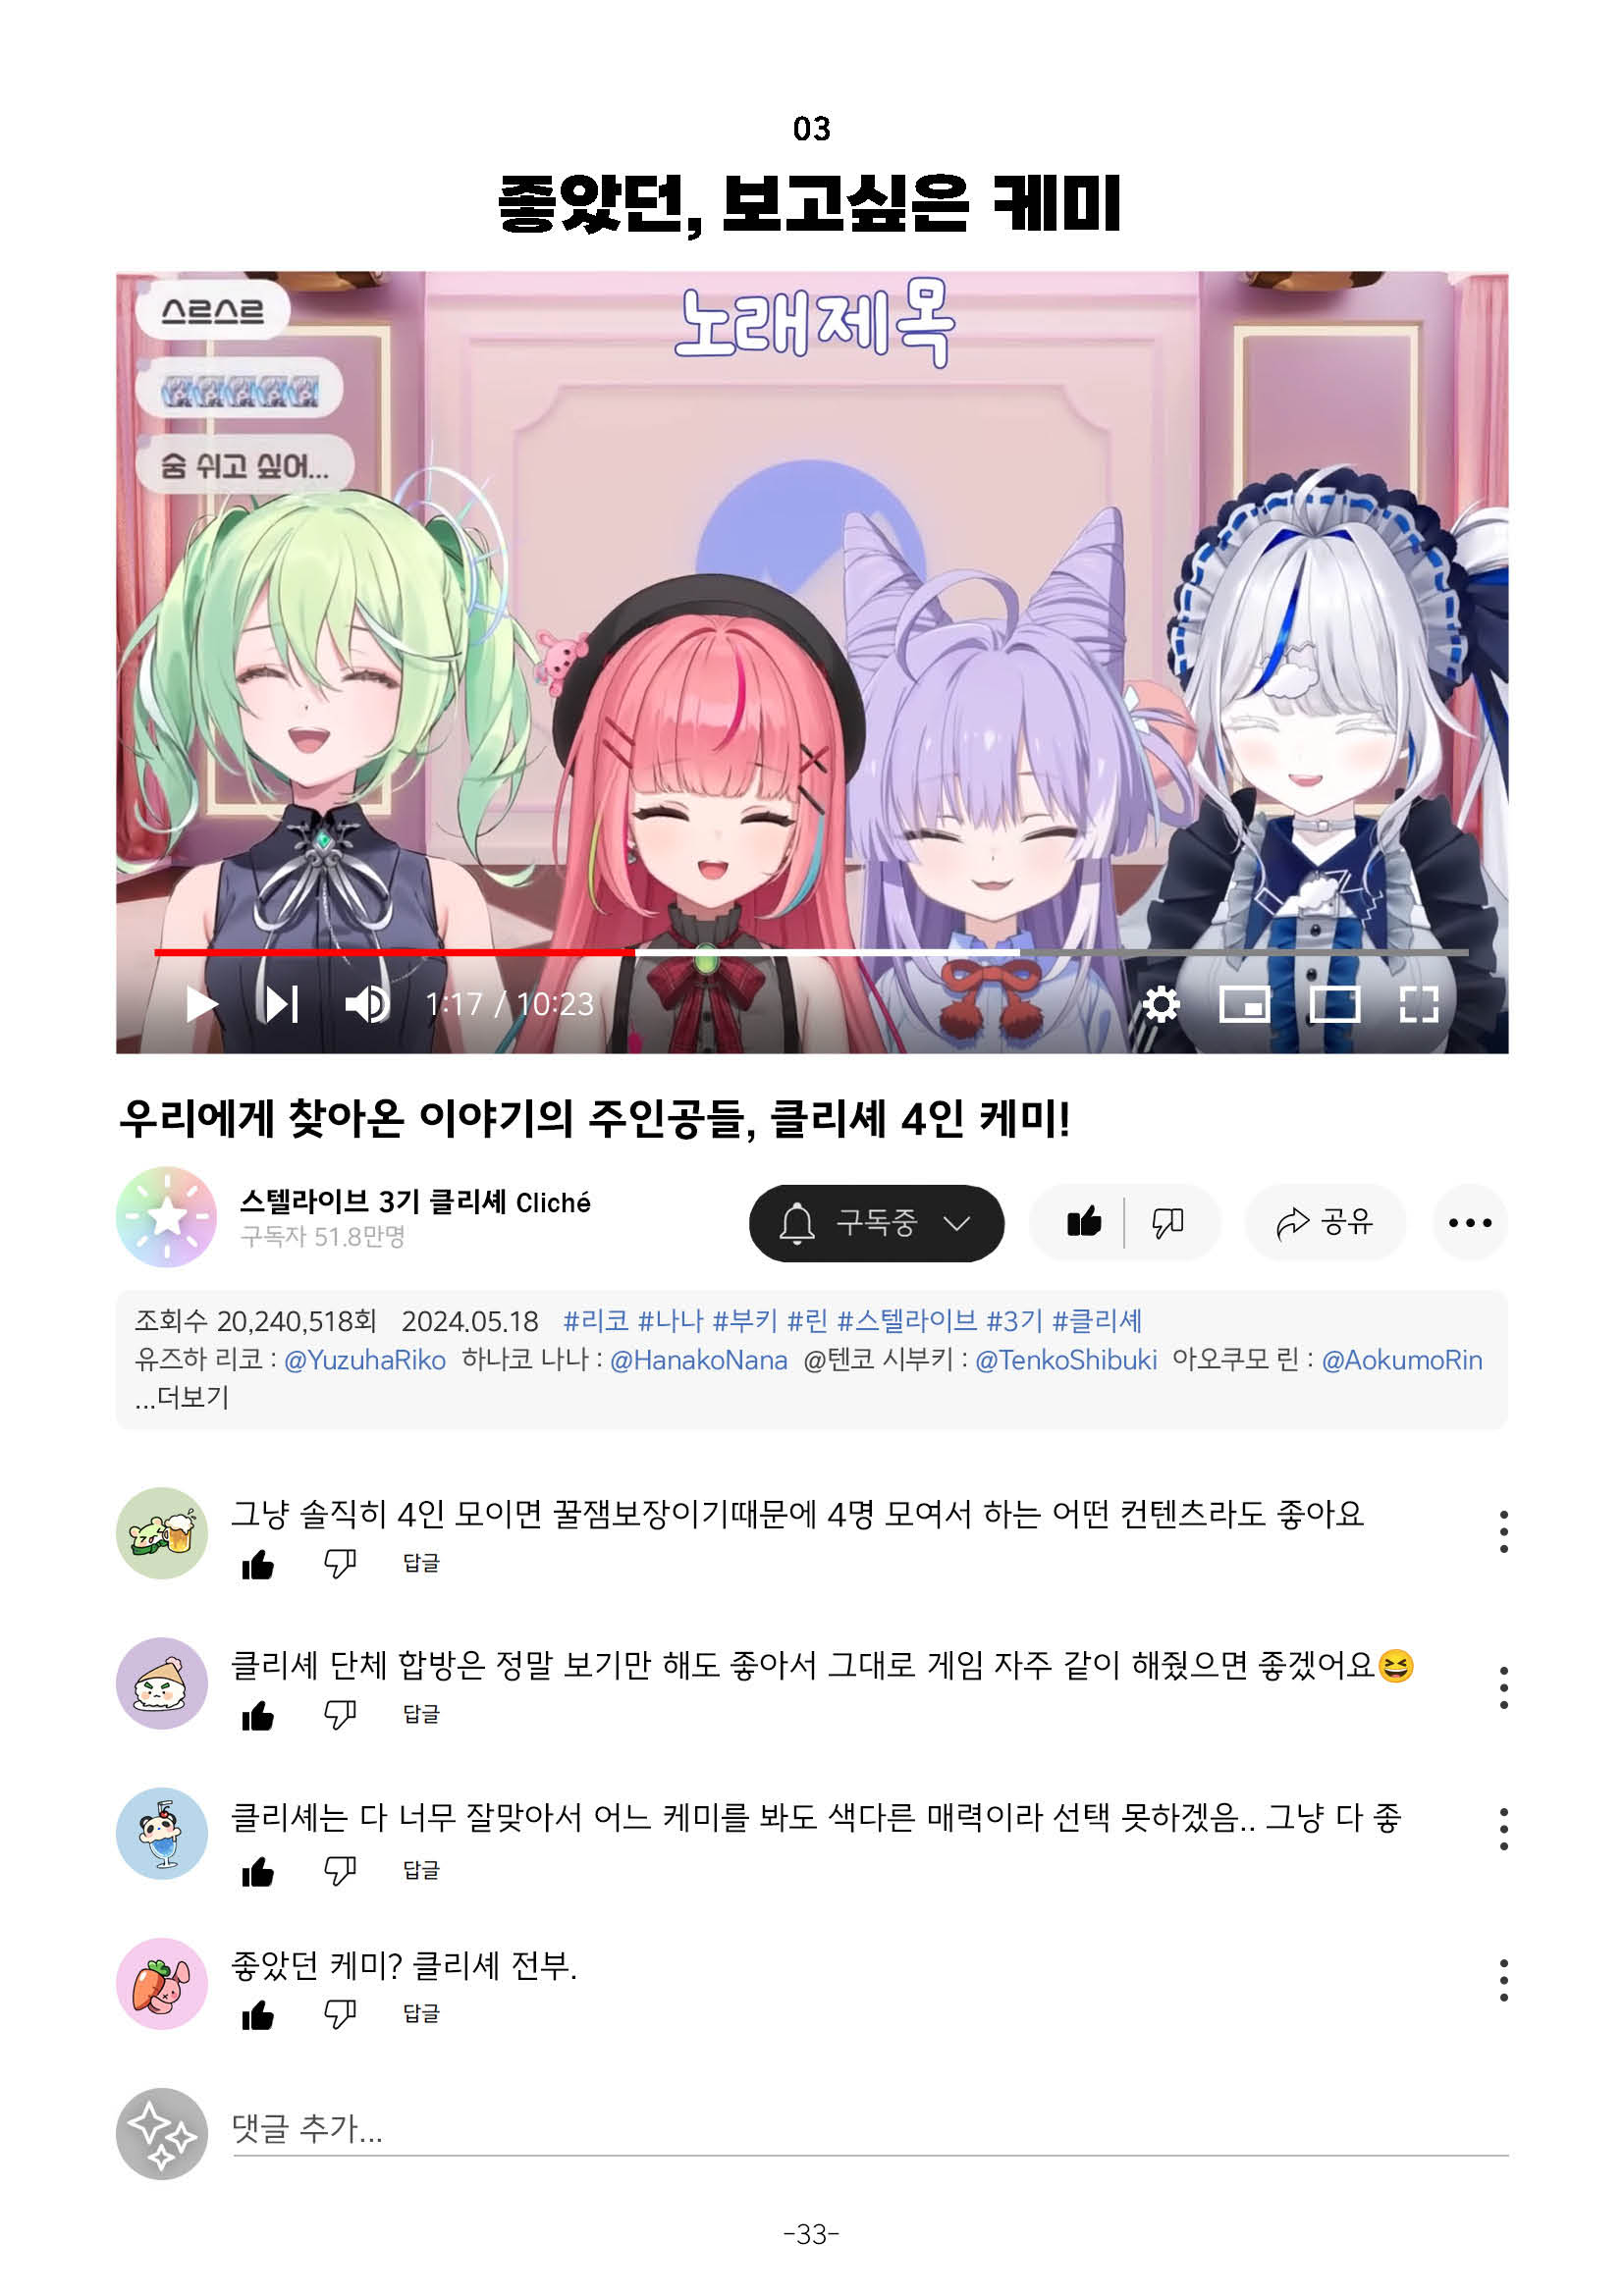 03
좋았던, 보고싶은 케미
노래제목
스르스르
숨 쉬고 싶어...
1:17 / 10:23
우리에게 찾아온 이야기의 주인공들, 클리셰 4인 케미!
스텔라이브 3기 클리셰 Cliché
구독자 51.8만명
구독중
공유
조회수 20,240,518회 2024.05.18 #리코 #나나 #부키 #린 #스텔라이브 #3기 #클리셰
유즈하 리코 : @YuzuhaRiko 하나코 나나 : @HanakoNana @텐코 시부키 : @TenkoShibuki 아오쿠모 린 : @AokumoRin
...더보기
그냥 솔직히 4인 모이면 꿀잼보장이기때문에 4명 모여서 하는 어떤 컨텐츠라도 좋아요
답글
클리셰 단체 합방은 정말 보기만 해도 좋아서 그대로 게임 자주 같이 해줬으면 좋겠어요😆
답글
클리셰는 다 너무 잘맞아서 어느 케미를 봐도 색다른 매력이라 선택 못하겠음.. 그냥 다 좋
답글
좋았던 케미? 클리셰 전부.
답글
댓글 추가...
-33-